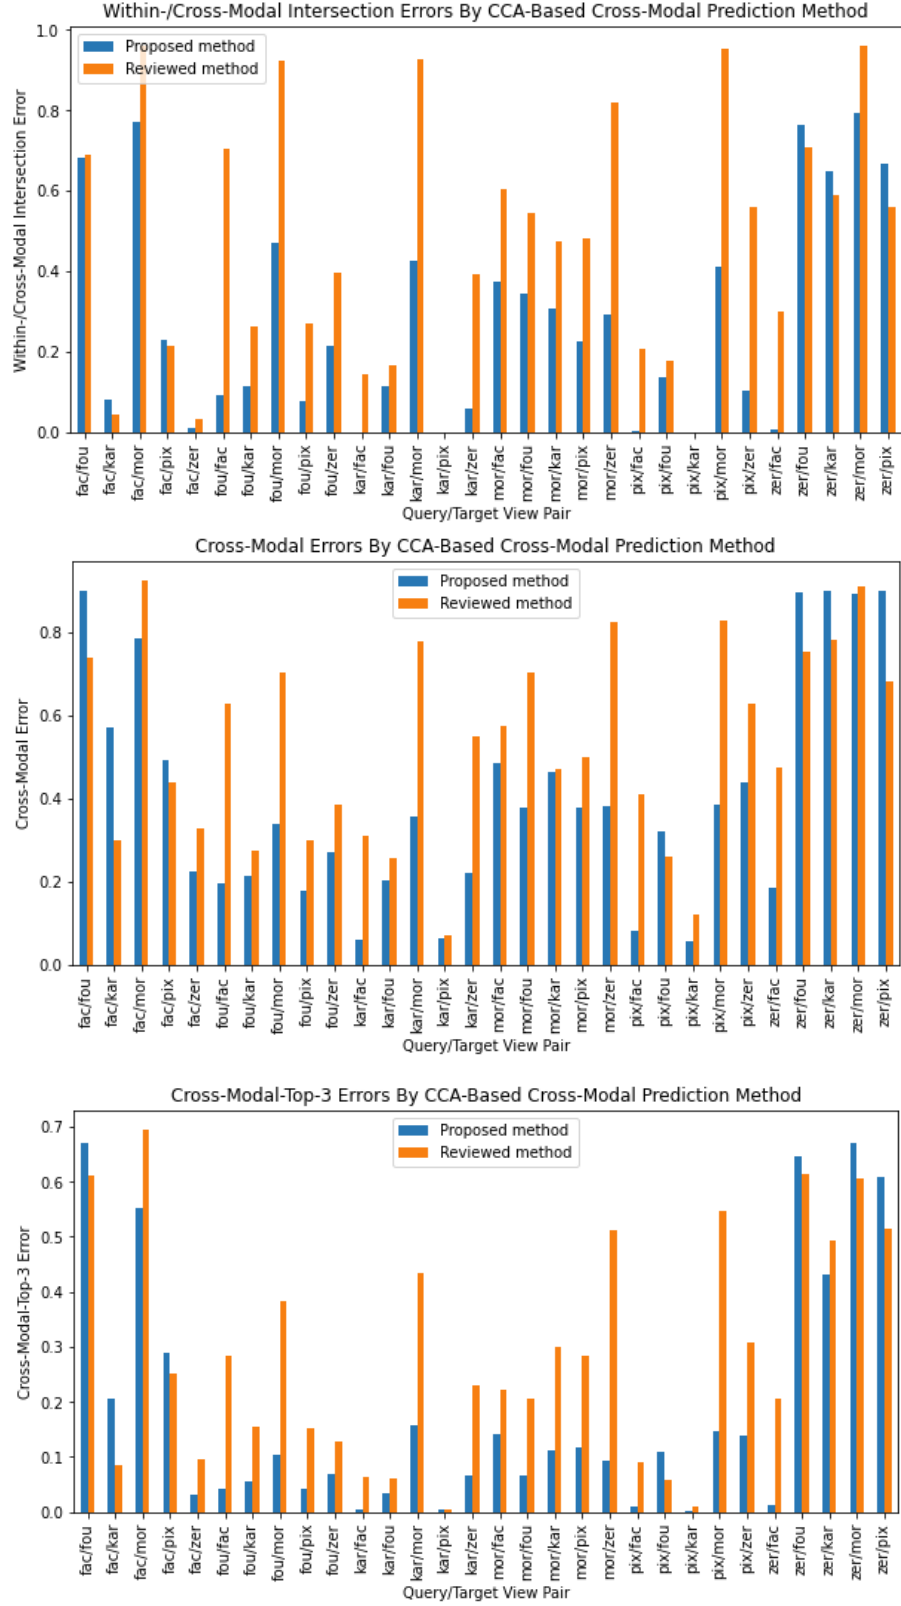 Within-/Cross-Modal Intersection Errors By CCA-Based Cross-Modal Prediction Method
Proposed method
Reviewed method
Within-/Cross-Modal Intersection Error
1.0
0.8
0.6
0.4
0.2
0.0
fac/fou
fac/kar
fac/mor
fac/pix
fac/zer
fou/fac
fou/kar
fou/mor
fou/pix
fou/zer
kar/fac
kar/fou
kar/mor
kar/pix
kar/zer
mor/fac
mor/fou
mor/kar
mor/pix
mor/zer
pix/fac
pix/fou
pix/kar
pix/mor
pix/zer
zer/fac
zer/fou
zer/kar
zer/mor
zer/pix
Query/Target View Pair
Cross-Modal Errors By CCA-Based Cross-Modal Prediction Method
Proposed method
Reviewed method
Cross-Modal Error
0.8
0.6
0.4
0.2
0.0
fac/fou
fac/kar
fac/mor
fac/pix
fac/zer
fou/fac
fou/kar
fou/mor
fou/pix
fou/zer
kar/fac
kar/fou
kar/mor
kar/pix
kar/zer
mor/fac
mor/fou
mor/kar
mor/pix
mor/zer
pix/fac
pix/fou
pix/kar
pix/mor
pix/zer
zer/fac
zer/fou
zer/kar
zer/mor
zer/pix
Query/Target View Pair
Cross-Modal-Top-3 Errors By CCA-Based Cross-Modal Prediction Method
Proposed method
Reviewed method
Cross-Modal-Top-3 Error
0.7
0.6
0.5
0.4
0.3
0.2
0.1
0.0
fac/fou
fac/kar
fac/mor
fac/pix
fac/zer
fou/fac
fou/kar
fou/mor
fou/pix
fou/zer
kar/fac
kar/fou
kar/mor
kar/pix
kar/zer
mor/fac
mor/fou
mor/kar
mor/pix
mor/zer
pix/fac
pix/fou
pix/kar
pix/mor
pix/zer
zer/fac
zer/fou
zer/kar
zer/mor
zer/pix
Query/Target View Pair